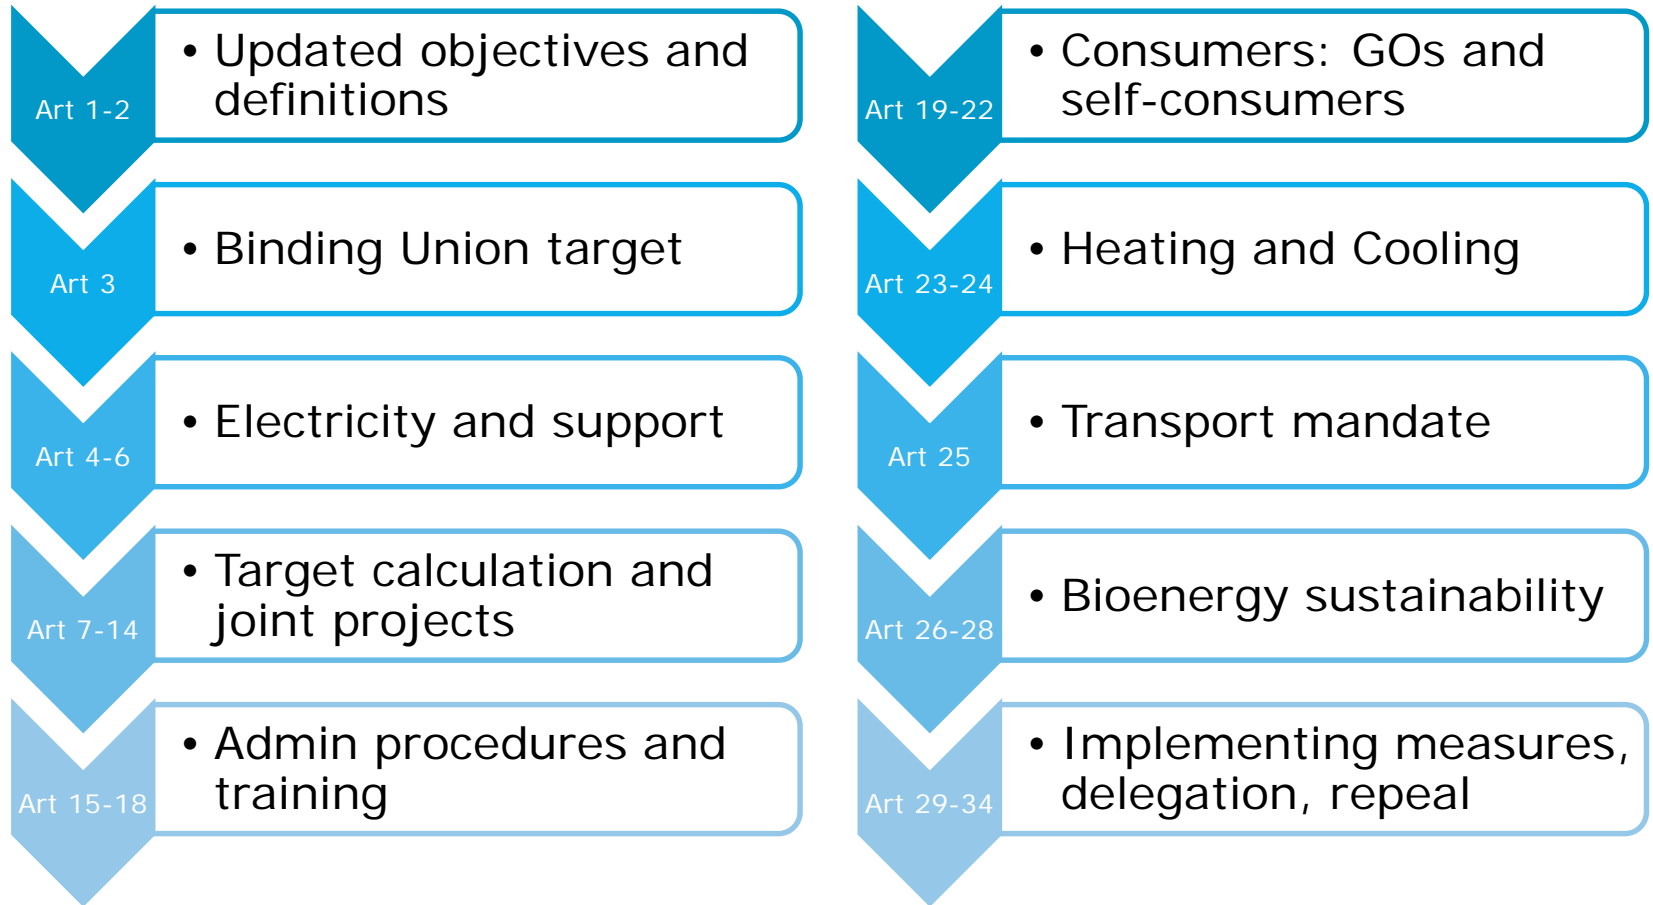 Art 1-2
• Updated objectives and
definitions
Art 3
• Binding Union target
Art 4-6
• Electricity and support
Art 7-14
• Target calculation and
joint projects
Art 15-18
• Admin procedures and
training
Art 19-22
• Consumers: GOs and
self-consumers
Art 23-24
• Heating and Cooling
Art 25
• Transport mandate
Art 26-28
• Bioenergy sustainability
Art 29-34
• Implementing measures,
delegation, repeal